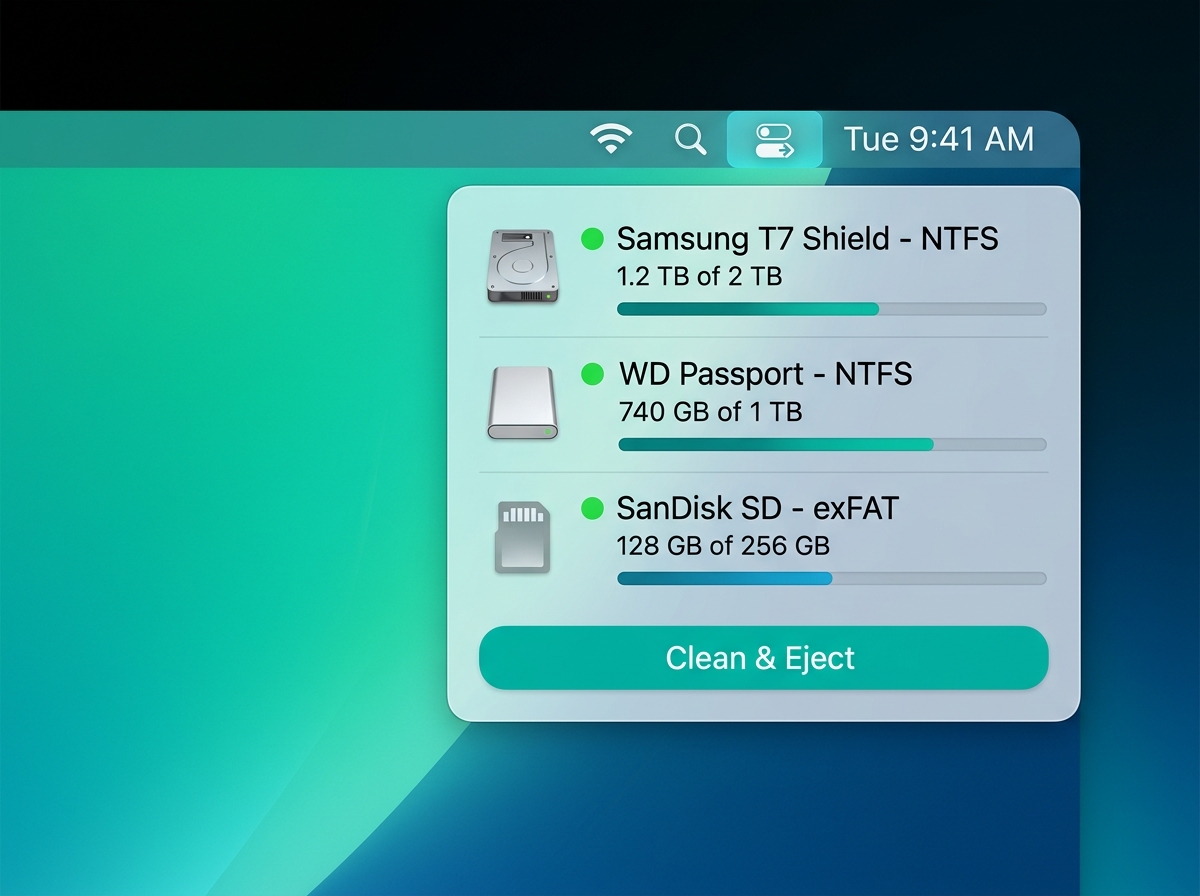 Tue 9:41 AM
Samsung T7 Shield - NTFS
1.2 TB of 2 TB
WD Passport - NTFS
740 GB of 1 TB
SanDisk SD - exFAT
128 GB of 256 GB
Clean & Eject